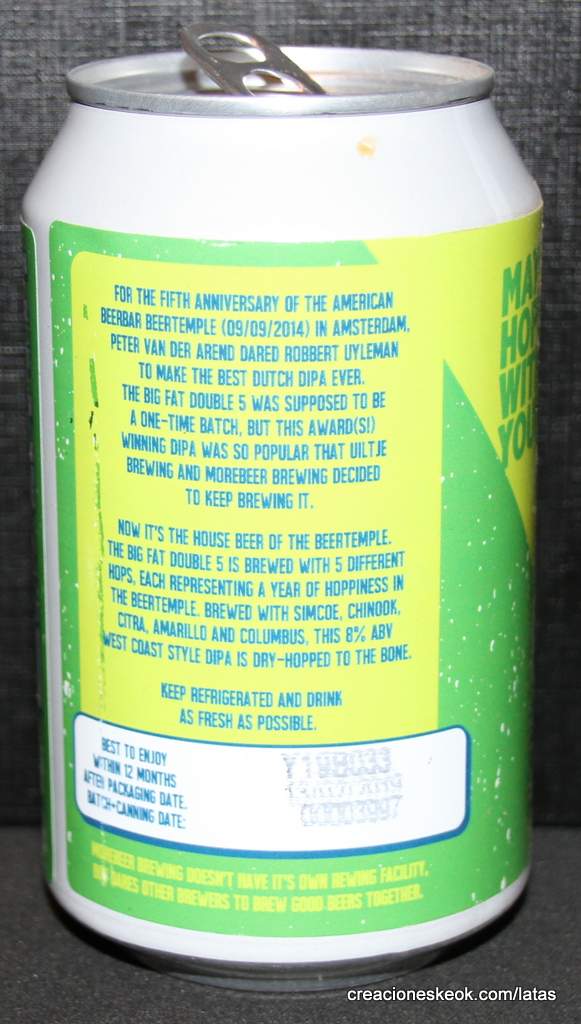 FOR THE FIFTH ANNIVERSARY OF THE AMERICAN
BEERBAR BEERTEMPLE (09/09/2014) IN AMSTERDAM,
PETER VAN DER AREND DARED ROBBERT UYLEMAN
TO MAKE THE BEST DUTCH DIPA EVER.
THE BIG FAT DOUBLE 5 WAS SUPPOSED TO BE
A ONE-TIME BATCH, BUT THIS AWARD(S!)
WINNING DIPA WAS SO POPULAR THAT UILTJE
BREWING AND MOREBEER BREWING DECIDED
TO KEEP BREWING IT.
NOW IT'S THE HOUSE BEER OF THE BEERTEMPLE.
THE BIG FAT DOUBLE 5 IS BREWED WITH 5 DIFFERENT
HOPS, EACH REPRESENTING A YEAR OF HOPPINESS IN
THE BEERTEMPLE. BREWED WITH SIMCOE, CHINOOK,
CITRA, AMARILLO AND COLUMBUS, THIS 8% ABV
WEST COAST STYLE DIPA IS DRY-HOPPED TO THE BONE.
KEEP REFRIGERATED AND DRINK
AS FRESH AS POSSIBLE.
BEST TO ENJOY
WITHIN 12 MONTHS
AFTER PACKAGING DATE.
BATCH+CANNING DATE:
Y19B033
00003997
MOREBEER BREWING DOESN'T HAVE IT'S OWN REWING FACILITY,
BUT DARES OTHER BREWERS TO BREW GOOD BEERS TOGETHER.
MAY
HOP
WIT
YOU
creacioneskeok.com/latas